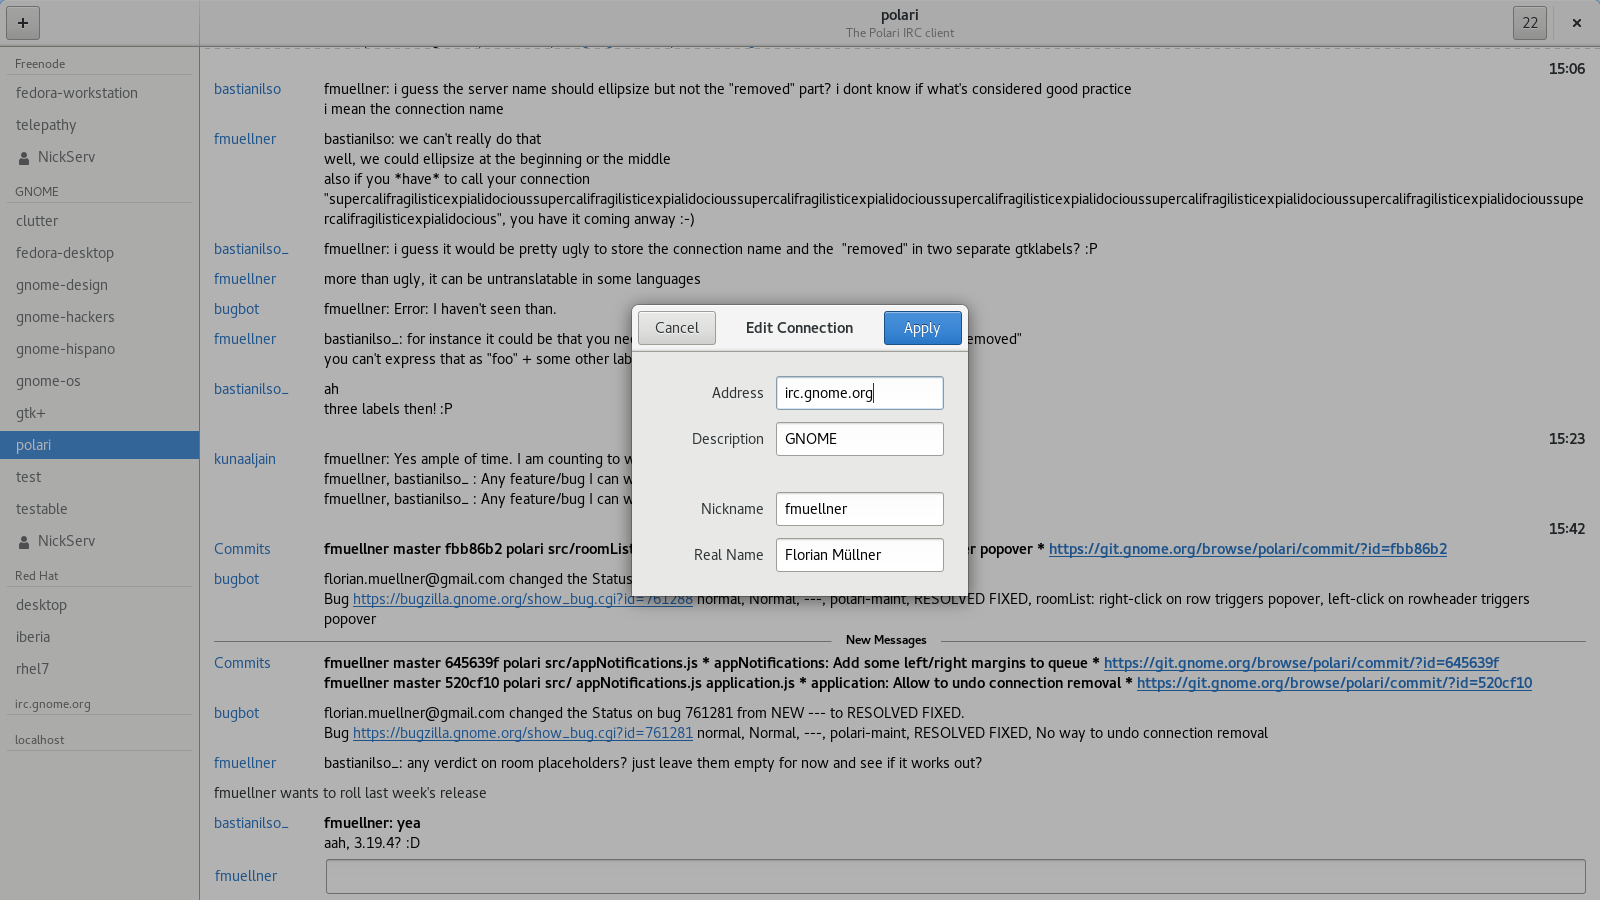 +
polari
The Polari IRC client
22
×
Freenode
fedora-workstation
telepathy
NickServ
GNOME
clutter
fedora-desktop
gnome-design
gnome-hackers
gnome-hispano
gnome-os
gtk+
polari
test
testable
NickServ
Red Hat
desktop
iberia
rhel7
irc.gnome.org
localhost
15:06
bastianilso fmuellner: i guess the server name should ellipsize but not the "removed" part? i dont know if what's considered good practice
i mean the connection name
fmuellner bastianilso: we can't really do that
well, we could ellipsize at the beginning or the middle
also if you *have* to call your connection
"supercalifragilisticexpialidocioussupercalifragilisticexpialidocioussupercalifragilisticexpialidocioussupercalifragilisticexpialidocioussupercalifragilisticexpialidocioussupe
rcalifragilisticexpialidocious", you have it coming anway :-)
bastianilso_ fmuellner: i guess it would be pretty ugly to store the connection name and the "removed" in two separate gtklabels? :P
fmuellner more than ugly, it can be untranslatable in some languages
bugbot fmuellner: Error: I haven't seen than.
fmuellner bastianilso_: for instance it could be that you nee emoved"
you can't express that as "foo" + some other lab
bastianilso_ ah
three labels then! :P
15:23
kunaaljain fmuellner: Yes ample of time. I am counting to w
fmuellner, bastianilso_ : Any feature/bug I can w
fmuellner, bastianilso_ : Any feature/bug I can w
15:42
Commits fmuellner master fbb86b2 polari src/roomList er popover * https://git.gnome.org/browse/polari/commit/?id=fbb86b2
bugbot florian.muellner@gmail.com changed the Status
Bug https://bugzilla.gnome.org/show_bug.cgi?id=761288 normal, Normal, ---, polari-maint, RESOLVED FIXED, roomList: right-click on row triggers popover, left-click on rowheader triggers
popover
New Messages
Commits fmuellner master 645639f polari src/appNotifications.js * appNotifications: Add some left/right margins to queue * https://git.gnome.org/browse/polari/commit/?id=645639f
fmuellner master 520cf10 polari src/ appNotifications.js application.js * application: Allow to undo connection removal * https://git.gnome.org/browse/polari/commit/?id=520cf10
bugbot florian.muellner@gmail.com changed the Status on bug 761281 from NEW --- to RESOLVED FIXED.
Bug https://bugzilla.gnome.org/show_bug.cgi?id=761281 normal, Normal, ---, polari-maint, RESOLVED FIXED, No way to undo connection removal
fmuellner bastianilso_: any verdict on room placeholders? just leave them empty for now and see if it works out?
fmuellner wants to roll last week's release
bastianilso_ fmuellner: yea
aah, 3.19.4? :D
fmuellner
Cancel Edit Connection Apply
Address irc.gnome.org
Description GNOME
Nickname fmuellner
Real Name Florian Müllner